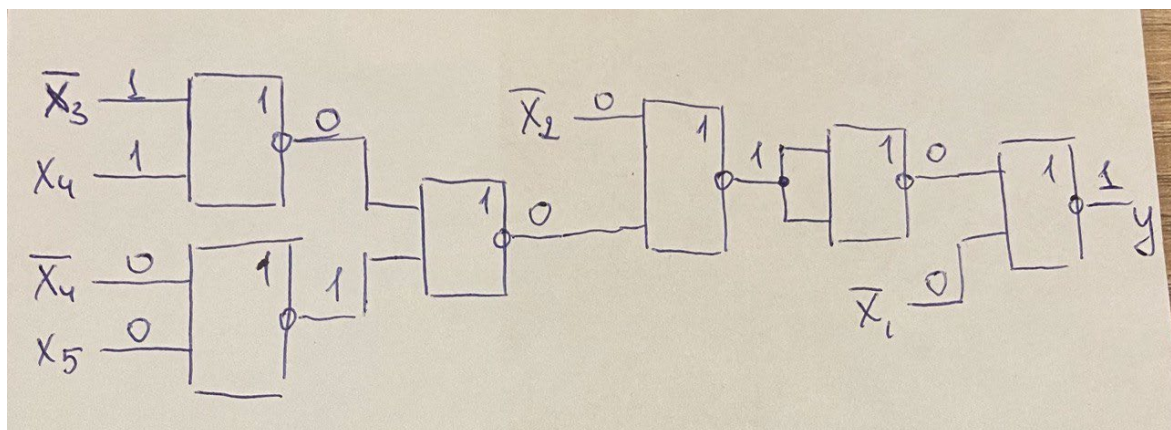 X̅₃ 1 1 0
X₄ 1
X̅₄ 0 1 1
X₅ 0
1 0
X̅₂ 0 1 1
1 0
X̅₁ 0
1 1 y